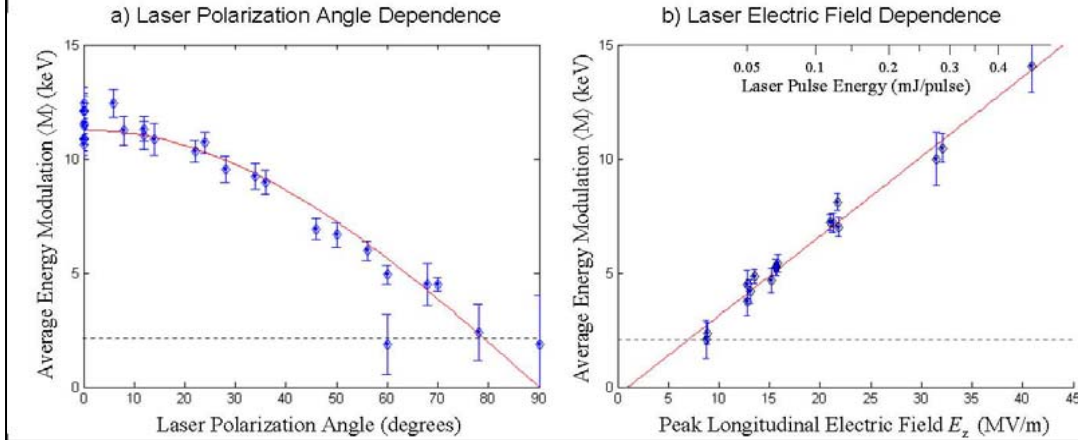 a) Laser Polarization Angle Dependence
15
10
5
0
Average Energy Modulation ⟨M⟩ (keV)
0 10 20 30 40 50 60 70 80 90
Laser Polarization Angle (degrees)
b) Laser Electric Field Dependence
15
10
5
0
Average Energy Modulation ⟨M⟩ (keV)
0.05 0.1 0.2 0.3 0.4
Laser Pulse Energy (mJ/pulse)
0 5 10 15 20 25 30 35 40 45
Peak Longitudinal Electric Field E_z (MV/m)